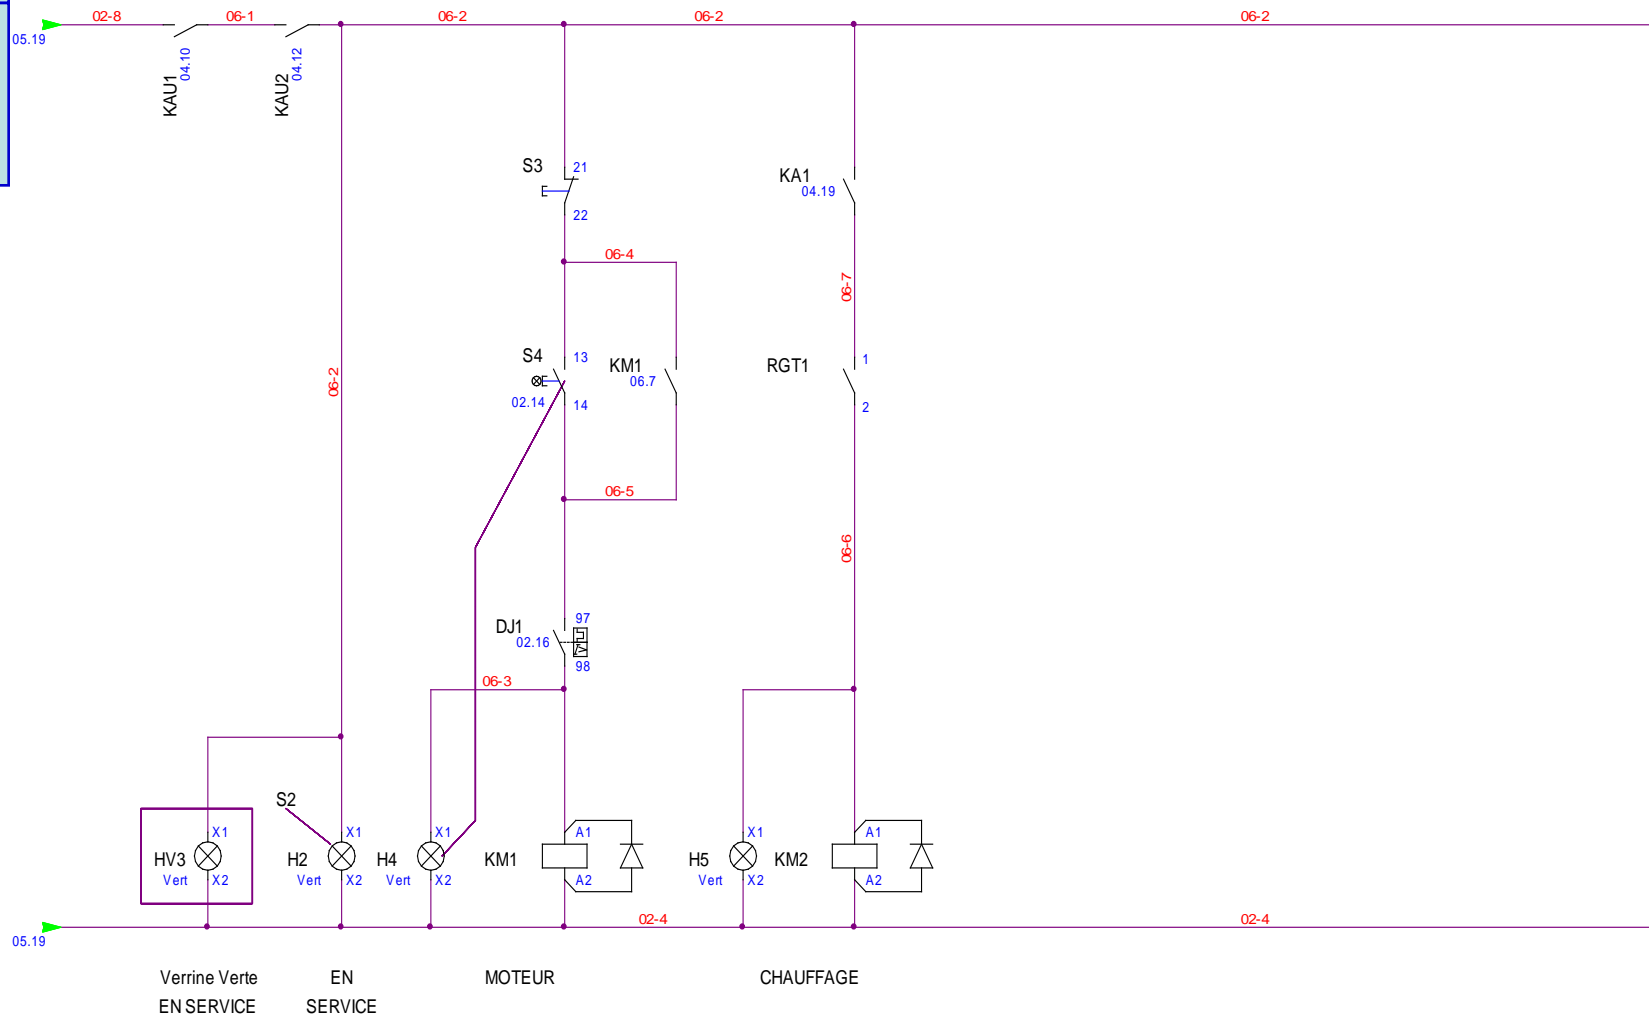 02-8
06-1
06-2
06-2
06-2
05.19
KAU1
04.10
KAU2
04.12
S3
21
22
KA1
04.19
06-4
06-7
06-2
S4
13
02.14
14
KM1
06.7
RGT1
1
2
06-5
06-6
DJ1
97
02.16
98
06-3
S2
HV3
X1
Vert
X2
H2
X1
Vert
X2
H4
X1
Vert
X2
KM1
A1
A2
H5
X1
Vert
X2
KM2
A1
A2
02-4
02-4
05.19
Verrine Verte
EN SERVICE
EN
SERVICE
MOTEUR
CHAUFFAGE